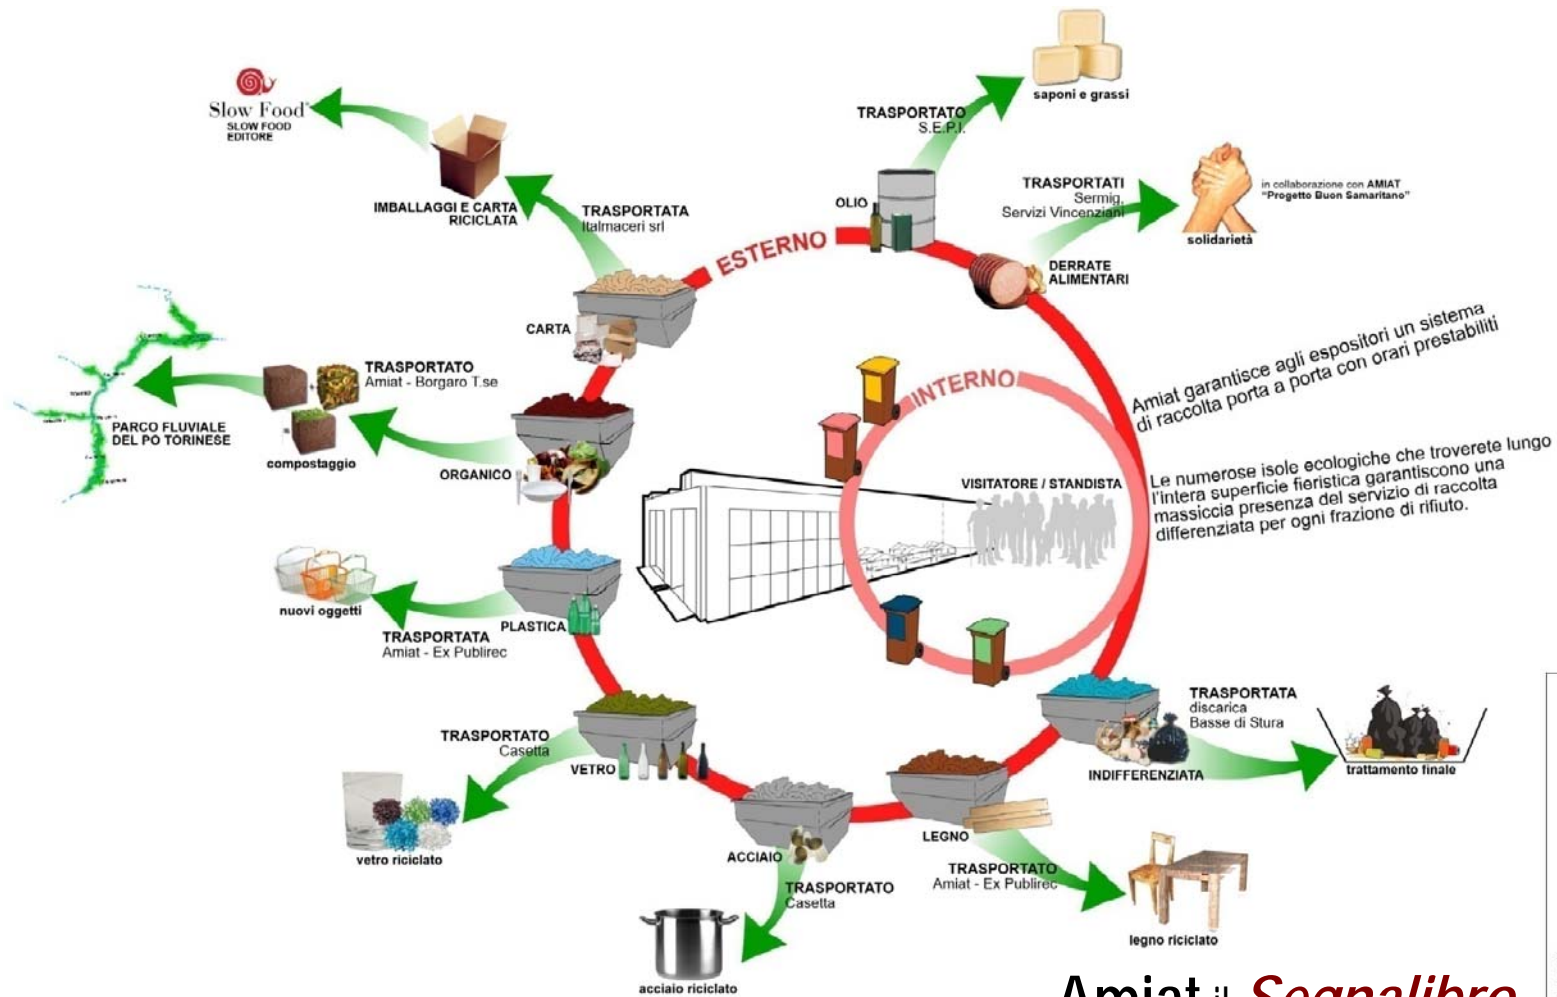 saponi e grassi
TRASPORTATO
S.E.P.I.
OLIO
Slow Food®
SLOW FOOD
EDITORE
IMBALLAGGI E CARTA
RICICLATA
TRASPORTATA
Italmaceri srl
CARTA
ESTERNO
TRASPORTATI
Sermig,
Servizi Vincenziani
solidarietà
in collaborazione con AMIAT
"Progetto Buon Samaritano"
DERRATE
ALIMENTARI
Amiat garantisce agli espositori un sistema
di raccolta porta a porta con orari prestabiliti
Le numerose isole ecologiche che troverete lungo
l'intera superficie fieristica garantiscono una
massiccia presenza del servizio di raccolta
differenziata per ogni frazione di rifiuto.
INTERNO
VISITATORE / STANDISTA
TRASPORTATO
Amiat - Borgaro T.se
PARCO FLUVIALE
DEL PO TORINESE
compostaggio
ORGANICO
nuovi oggetti
TRASPORTATA
Amiat - Ex Publirec
PLASTICA
TRASPORTATO
Casetta
VETRO
vetro riciclato
ACCIAIO
TRASPORTATO
Casetta
acciaio riciclato
LEGNO
TRASPORTATO
Amiat - Ex Publirec
legno riciclato
INDIFFERENZIATA
TRASPORTATA
discarica
Basse di Stura
trattamento finale
Amiat il Segnalibro